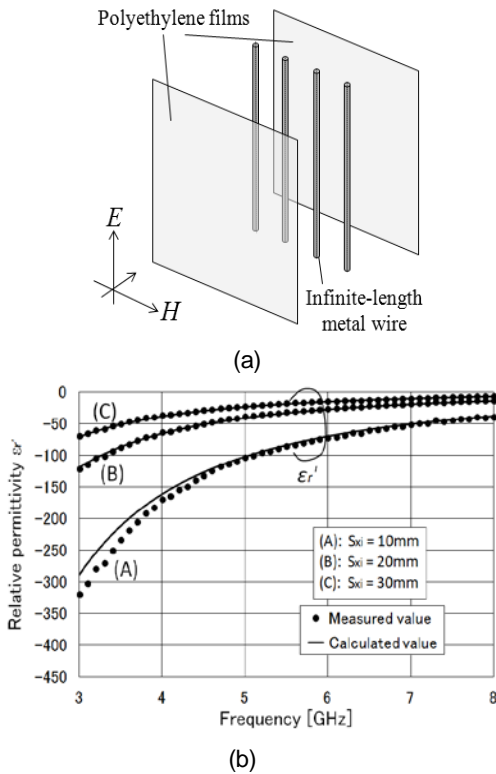 Polyethylene films
E
H
Infinite-length
metal wire
(a)
Relative permittivity εr'
0
-50
-100
-150
-200
-250
-300
-350
-400
-450
(C)
(B)
(A)
εr'
(A): Sxi = 10mm
(B): Sxi = 20mm
(C): Sxi = 30mm
Measured value
Calculated value
3 4 5 6 7 8
Frequency [GHz]
(b)